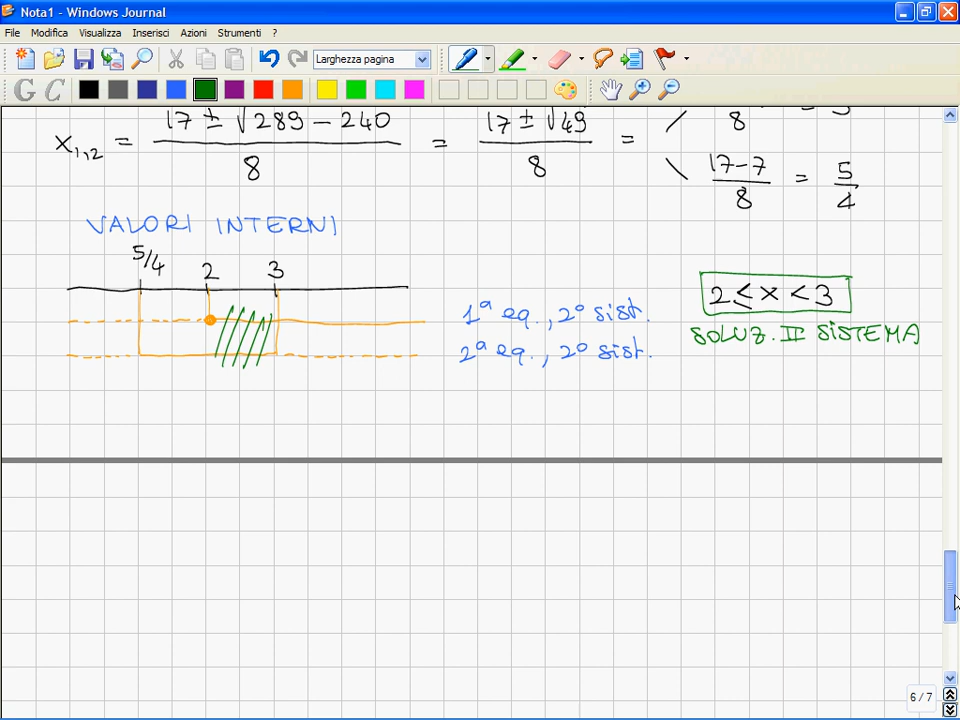 Nota1 - Windows Journal
File Modifica Visualizza Inserisci Azioni Strumenti ?
Larghezza pagina
x₁,₂ = (17 ± √289 − 240)/8 = (17 ± √49)/8 =
8
(17−7)/8 = 5/4
VALORI INTERNI
5/4 2 3
1ª eq., 2º sist.
2 ≤ x < 3
2ª eq., 2º sist.
SOLUZ. II SISTEMA
6 / 7